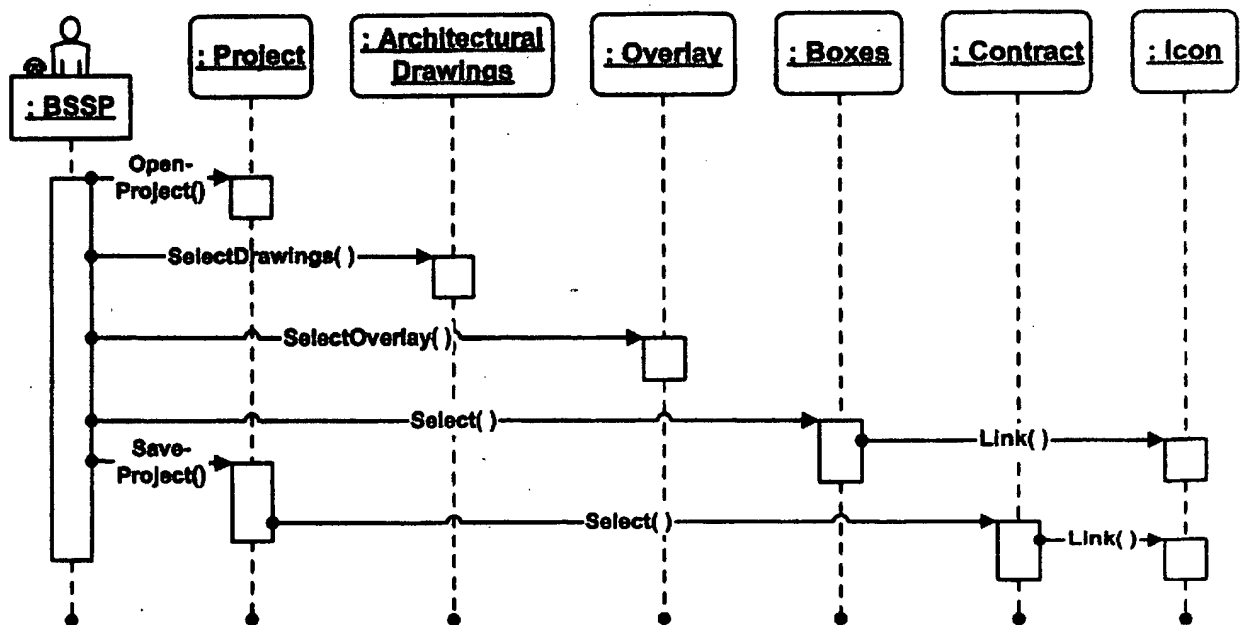 : BSSP
: Project
: Architectural
Drawings
: Overlay
: Boxes
: Contract
: Icon
Open-
Project()
SelectDrawings( )
SelectOverlay( )
Select( )
Link( )
Save-
Project()
Select( )
Link( )